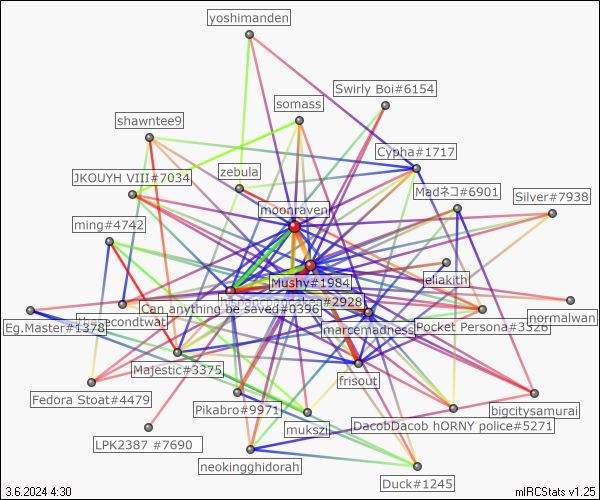 yoshimanden
Swirly Boi#6154
somass
shawntee9
Cypha#1717
zebula
JKOUYH VIII#7034
Madネコ#6901
Silver#7938
moonraven
ming#4742
eliakith
Mushy#1984
Can anything be saved#0396
#2928
normalwan
Eg.Master#1378
thesecondtwat
marcemadness
Pocket Persona#3526
Majestic#3375
frisout
Fedora Stoat#4479
Pikabro#9971
bigcitysamurai
mukszi
DacobDacob hORNY police#5271
LPK2387 #7690
neokingghidorah
Duck#1245
3.6.2024 4:30
mIRCStats v1.25